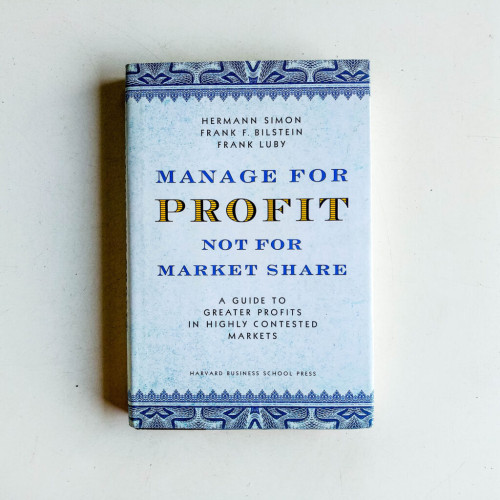 HERMANN SIMON
FRANK F. BILSTEIN
FRANK LUBY
MANAGE FOR
PROFIT
NOT FOR
MARKET SHARE
A GUIDE TO
GREATER PROFITS
IN HIGHLY CONTESTED
MARKETS
HARVARD BUSINESS SCHOOL PRESS